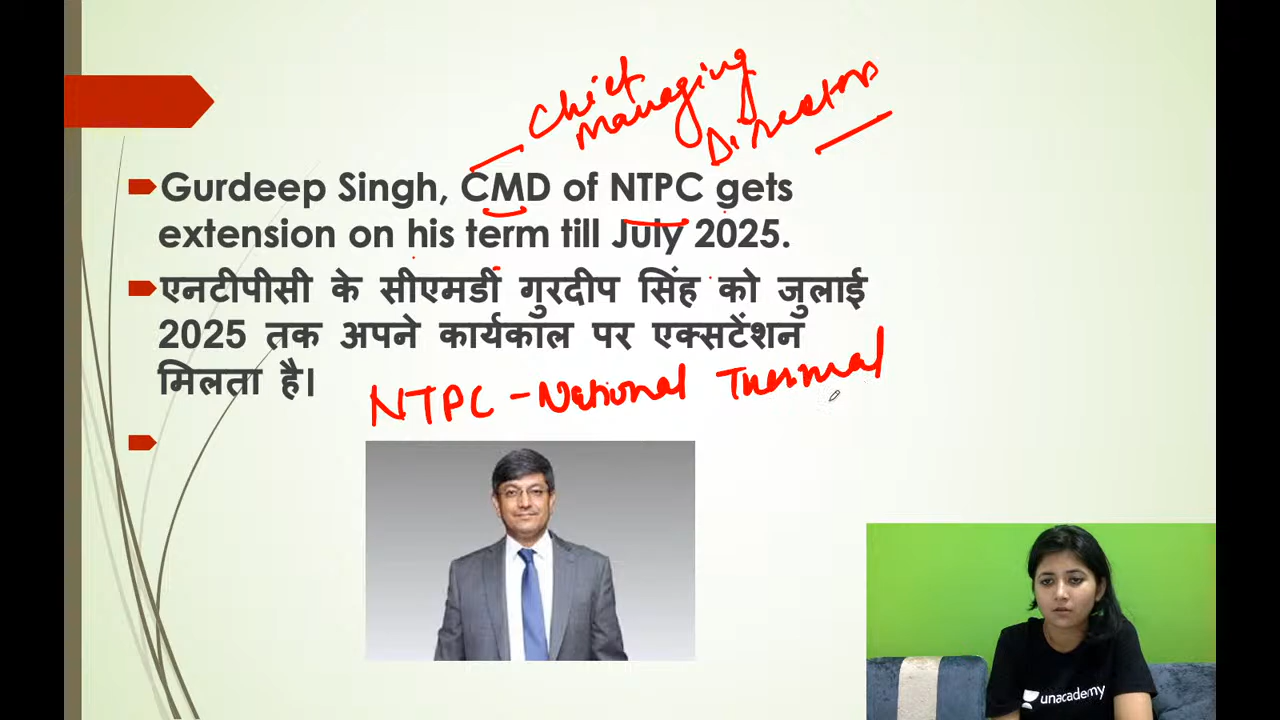 Chief
Managing
Director
Gurdeep Singh, CMD of NTPC gets
extension on his term till July 2025.
एनटीपीसी के सीएमडी गुरदीप सिंह को जुलाई
2025 तक अपने कार्यकाल पर एक्सटेंशन
मिलता है।
NTPC - National Thermal
unacademy